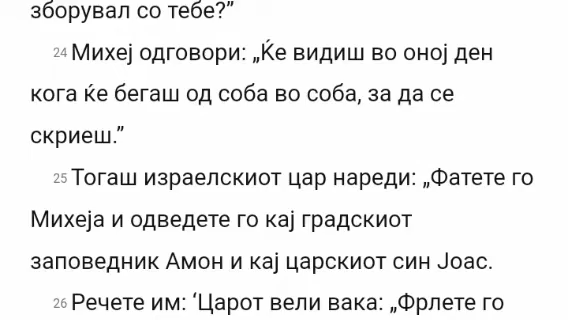 зборувал со тебе?”
24 Михеј одговори: „Ќе видиш во оној ден
кога ќе бегаш од соба во соба, за да се
скриеш.”
25 Тогаш израелскиот цар нареди: „Фатете го
Михеја и одведете го кај градскиот
заповедник Амон и кај царскиот син Јоас.
26 Речете им: ‘Царот вели вака: „Фрлете го